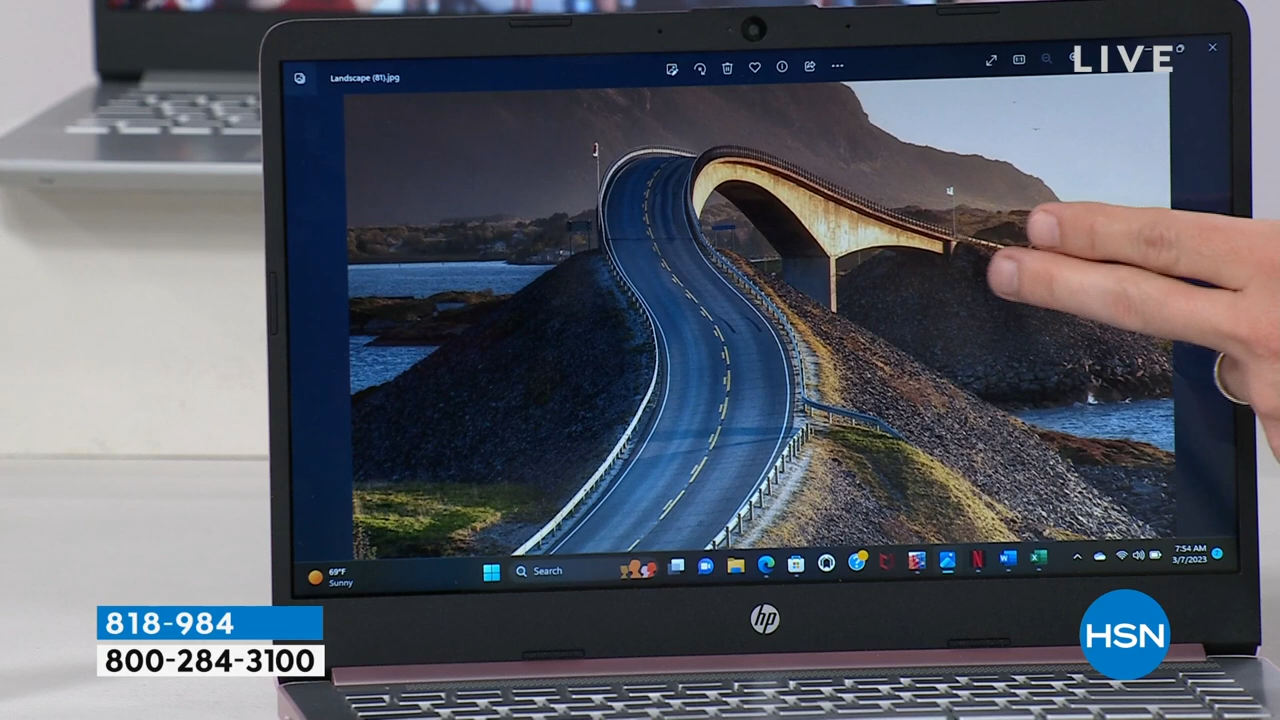 Landscape (81).jpg
LIVE
69°F
Sunny
Search
7:54 AM
3/7/2023
hp
818-984
800-284-3100
HSN